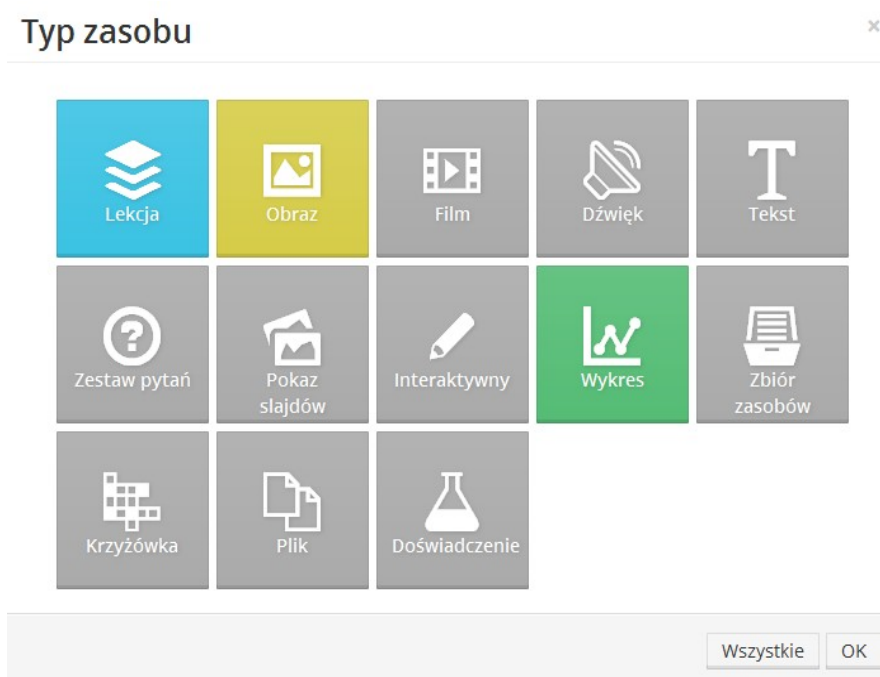 Typ zasobu
×
Lekcja
Obraz
Film
Dźwięk
T
Tekst
?
Zestaw pytań
Pokaz
slajdów
Interaktywny
Wykres
Zbiór
zasobów
Krzyżówka
Plik
Doświadczenie
Wszystkie
OK